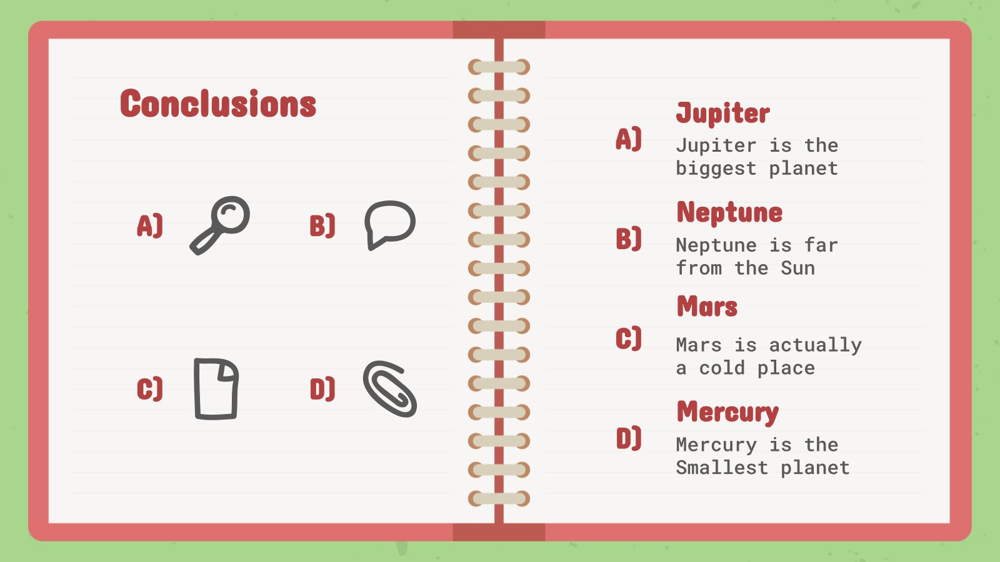 Conclusions
A)
B)
C)
D)
A)
Jupiter
Jupiter is the
biggest planet
B)
Neptune
Neptune is far
from the Sun
C)
Mars
Mars is actually
a cold place
D)
Mercury
Mercury is the
Smallest planet